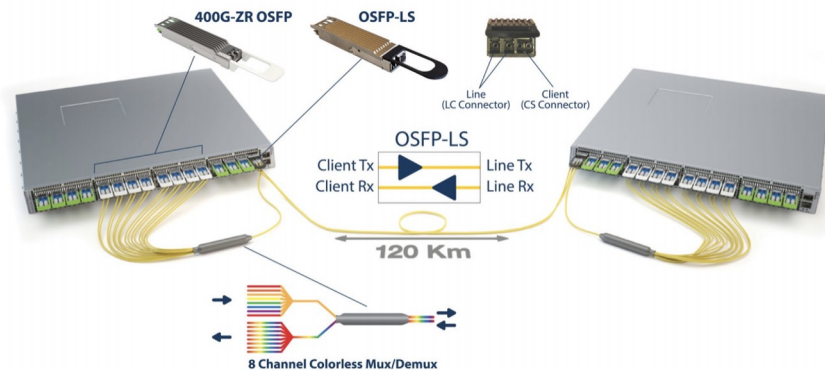 400G-ZR OSFP
OSFP-LS
Line
(LC Connector)
Client
(CS Connector)
OSFP-LS
Client Tx
Line Tx
Client Rx
Line Rx
120 Km
8 Channel Colorless Mux/Demux